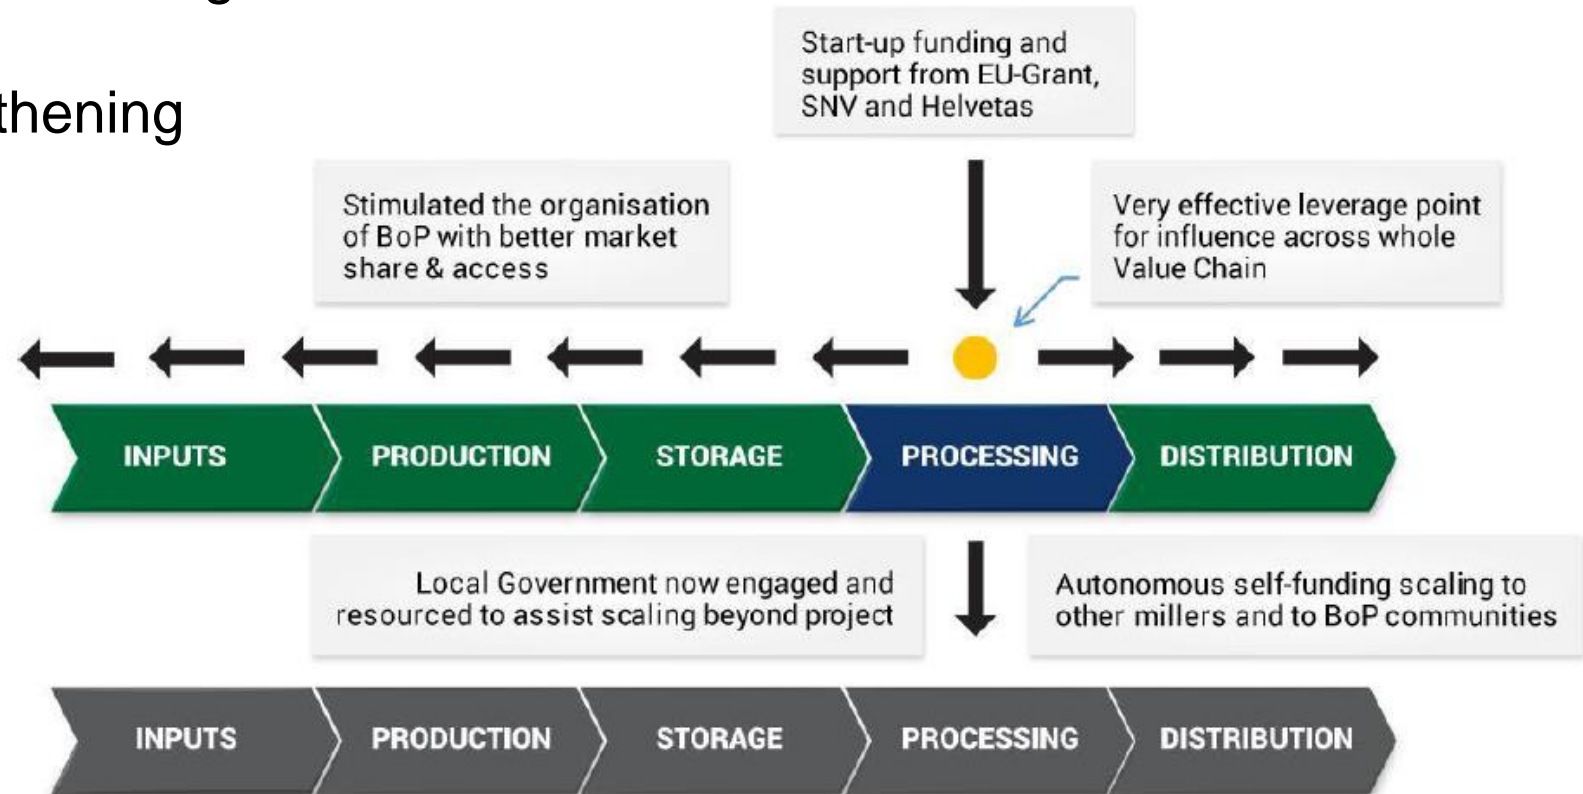 thening
Start-up funding and
support from EU-Grant,
SNV and Helvetas
Stimulated the organisation
of BoP with better market
share & access
Very effective leverage point
for influence across whole
Value Chain
INPUTS
PRODUCTION
STORAGE
PROCESSING
DISTRIBUTION
Local Government now engaged and
resourced to assist scaling beyond project
Autonomous self-funding scaling to
other millers and to BoP communities
INPUTS
PRODUCTION
STORAGE
PROCESSING
DISTRIBUTION